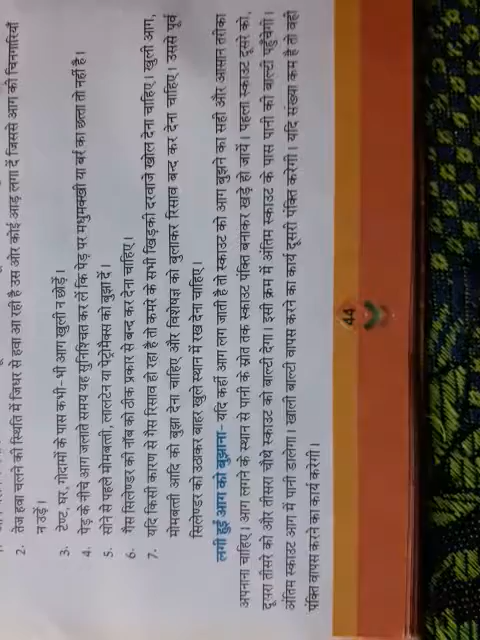 2. तेज हवा चलने की स्थिति में जिधर से हवा आ रही है उस ओर कोई आड़ लगा दें जिससे आग की चिनगारियाँ
न उड़ें।
3. टेण्ट, घर, गोदामों के पास कभी-भी आग खुली न छोड़ें।
4. पेड़ के नीचे आग जलाते समय यह सुनिश्चित कर लें कि पेड़ पर मधुमक्खी या बर्र का छत्ता तो नहीं है।
5. सोने से पहले मोमबत्ती, लालटेन या पेट्रोमैक्स को बुझा दें।
6. गैस सिलेण्डर की नॉब को ठीक प्रकार से बन्द कर देना चाहिए।
7. यदि किसी कारण से गैस रिसाव हो रहा है तो कमरे के सभी खिड़की दरवाजे खोल देना चाहिए। खुली आग,
मोमबत्ती आदि को बुझा देना चाहिए और विशेषज्ञ को बुलाकर रिसाव बन्द कर देना चाहिए। उससे पूर्व
सिलेण्डर को उठाकर बाहर खुले स्थान में रख देना चाहिए।
लगी हुई आग को बुझाना- यदि कहीं आग लग जाती है तो स्काउट को आग बुझाने का सही और आसान तरीका
अपनाना चाहिए। आग लगने के स्थान से पानी के स्रोत तक स्काउट पंक्ति बनाकर खड़े हो जायें। पहला स्काउट दूसरे को,
दूसरा तीसरे को और तीसरा चौथे स्काउट को बाल्टी देगा। इसी क्रम में अंतिम स्काउट के पास पानी की बाल्टी पहुँचेगी।
अंतिम स्काउट आग में पानी डालेगा। खाली बाल्टी वापस करने का कार्य दूसरी पंक्ति करेगी। यदि संख्या कम है तो वही
पंक्ति वापस करने का कार्य करेगी।
44